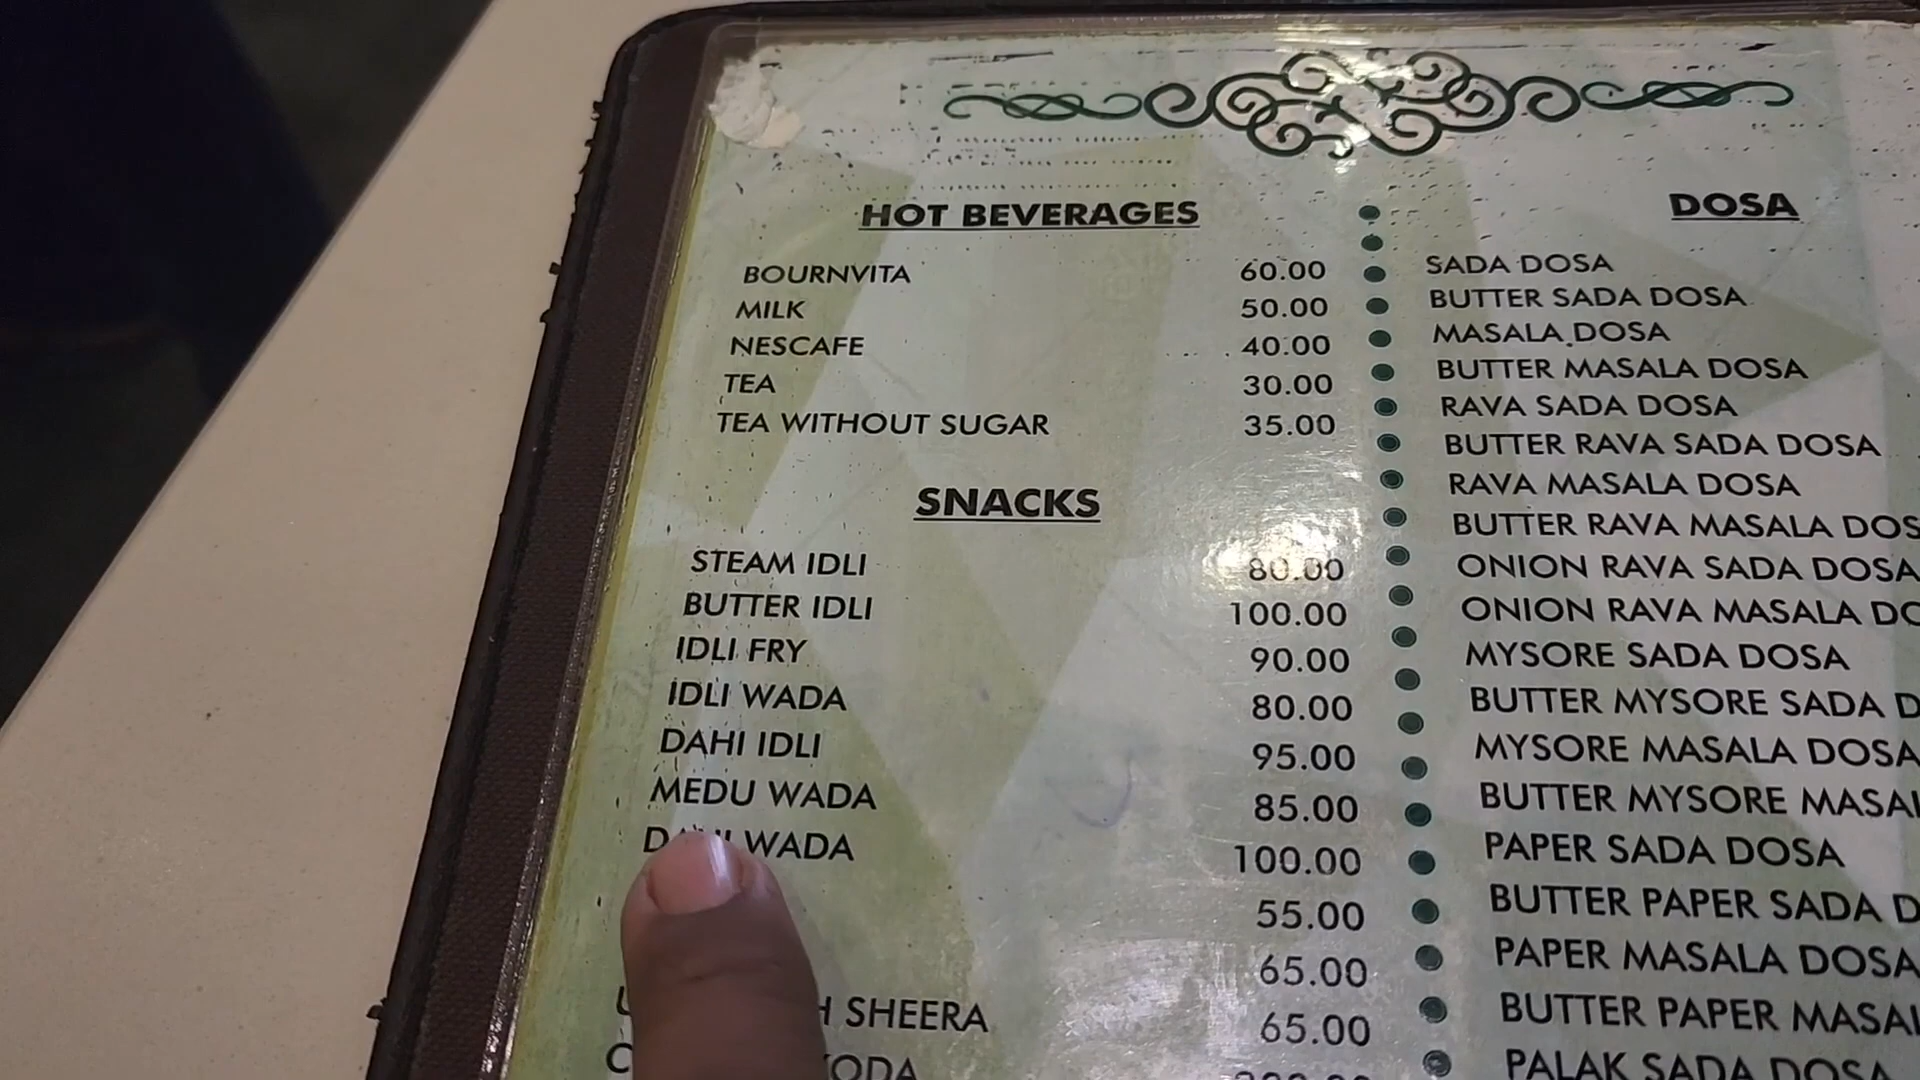 HOT BEVERAGES
BOURNVITA 60.00
MILK 50.00
NESCAFE 40.00
TEA 30.00
TEA WITHOUT SUGAR 35.00
SNACKS
STEAM IDLI 80.00
BUTTER IDLI 100.00
IDLI FRY 90.00
IDLI WADA 80.00
DAHI IDLI 95.00
MEDU WADA 85.00
DAHI WADA 100.00
55.00
65.00
SHEERA 65.00
DOSA
SADA DOSA
BUTTER SADA DOSA
MASALA DOSA
BUTTER MASALA DOSA
RAVA SADA DOSA
BUTTER RAVA SADA DOSA
RAVA MASALA DOSA
BUTTER RAVA MASALA DOS
ONION RAVA SADA DOSA
ONION RAVA MASALA DO
MYSORE SADA DOSA
BUTTER MYSORE SADA D
MYSORE MASALA DOSA
BUTTER MYSORE MASAL
PAPER SADA DOSA
BUTTER PAPER SADA D
PAPER MASALA DOSA
BUTTER PAPER MASAL
PALAK SADA DOSA